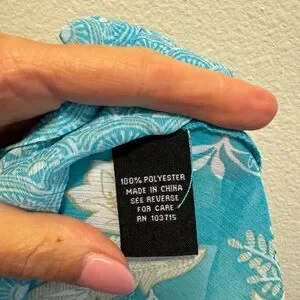 100% POLYESTER
MADE IN CHINA
SEE REVERSE
FOR CARE
RN 103715